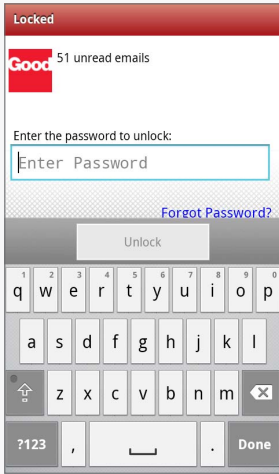 Locked
Good
51 unread emails
Enter the password to unlock:
Enter Password
Forgot Password?
Unlock
1 2 3 4 5 6 7 8 9 0
q w e r t y u i o p
a s d f g h j k l
z x c v b n m
?123 , . Done